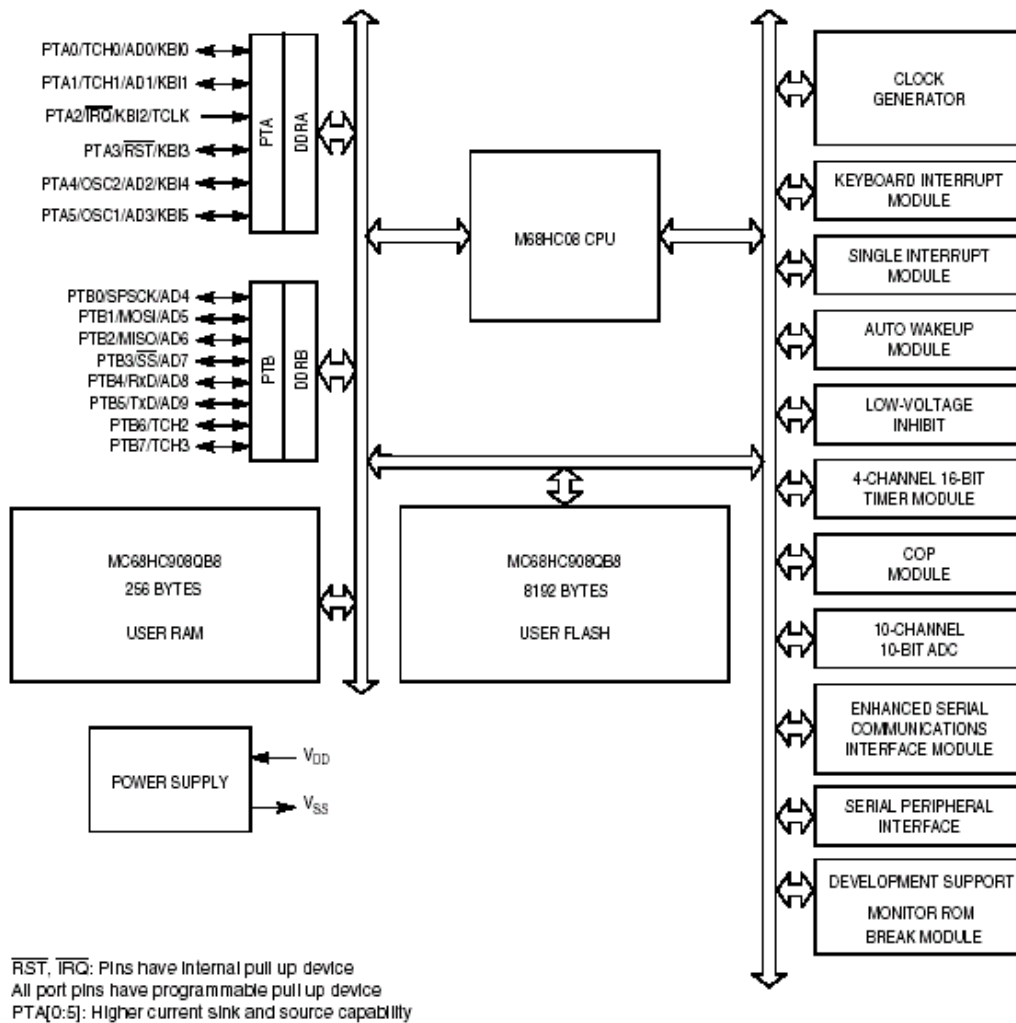 PTA0/TCH0/AD0/KBI0
PTA1/TCH1/AD1/KBI1
PTA2/IRQ/KBI2/TCLK
PTA3/RST/KBI3
PTA4/OSC2/AD2/KBI4
PTA5/OSC1/AD3/KBI5
PTA
DDRA
PTB0/SPSCK/AD4
PTB1/MOSI/AD5
PTB2/MISO/AD6
PTB3/SS/AD7
PTB4/RxD/AD8
PTB5/TxD/AD9
PTB6/TCH2
PTB7/TCH3
PTB
DDRB
M68HC08 CPU
MC68HC908QB8
256 BYTES
USER RAM
MC68HC908QB8
8192 BYTES
USER FLASH
POWER SUPPLY
VDD
VSS
CLOCK
GENERATOR
KEYBOARD INTERRUPT
MODULE
SINGLE INTERRUPT
MODULE
AUTO WAKEUP
MODULE
LOW-VOLTAGE
INHIBIT
4-CHANNEL 16-BIT
TIMER MODULE
COP
MODULE
10-CHANNEL
10-BIT ADC
ENHANCED SERIAL
COMMUNICATIONS
INTERFACE MODULE
SERIAL PERIPHERAL
INTERFACE
DEVELOPMENT SUPPORT
MONITOR ROM
BREAK MODULE
RST, IRQ: Pins have internal pull up device
All port pins have programmable pull up device
PTA[0:5]: Higher current sink and source capability